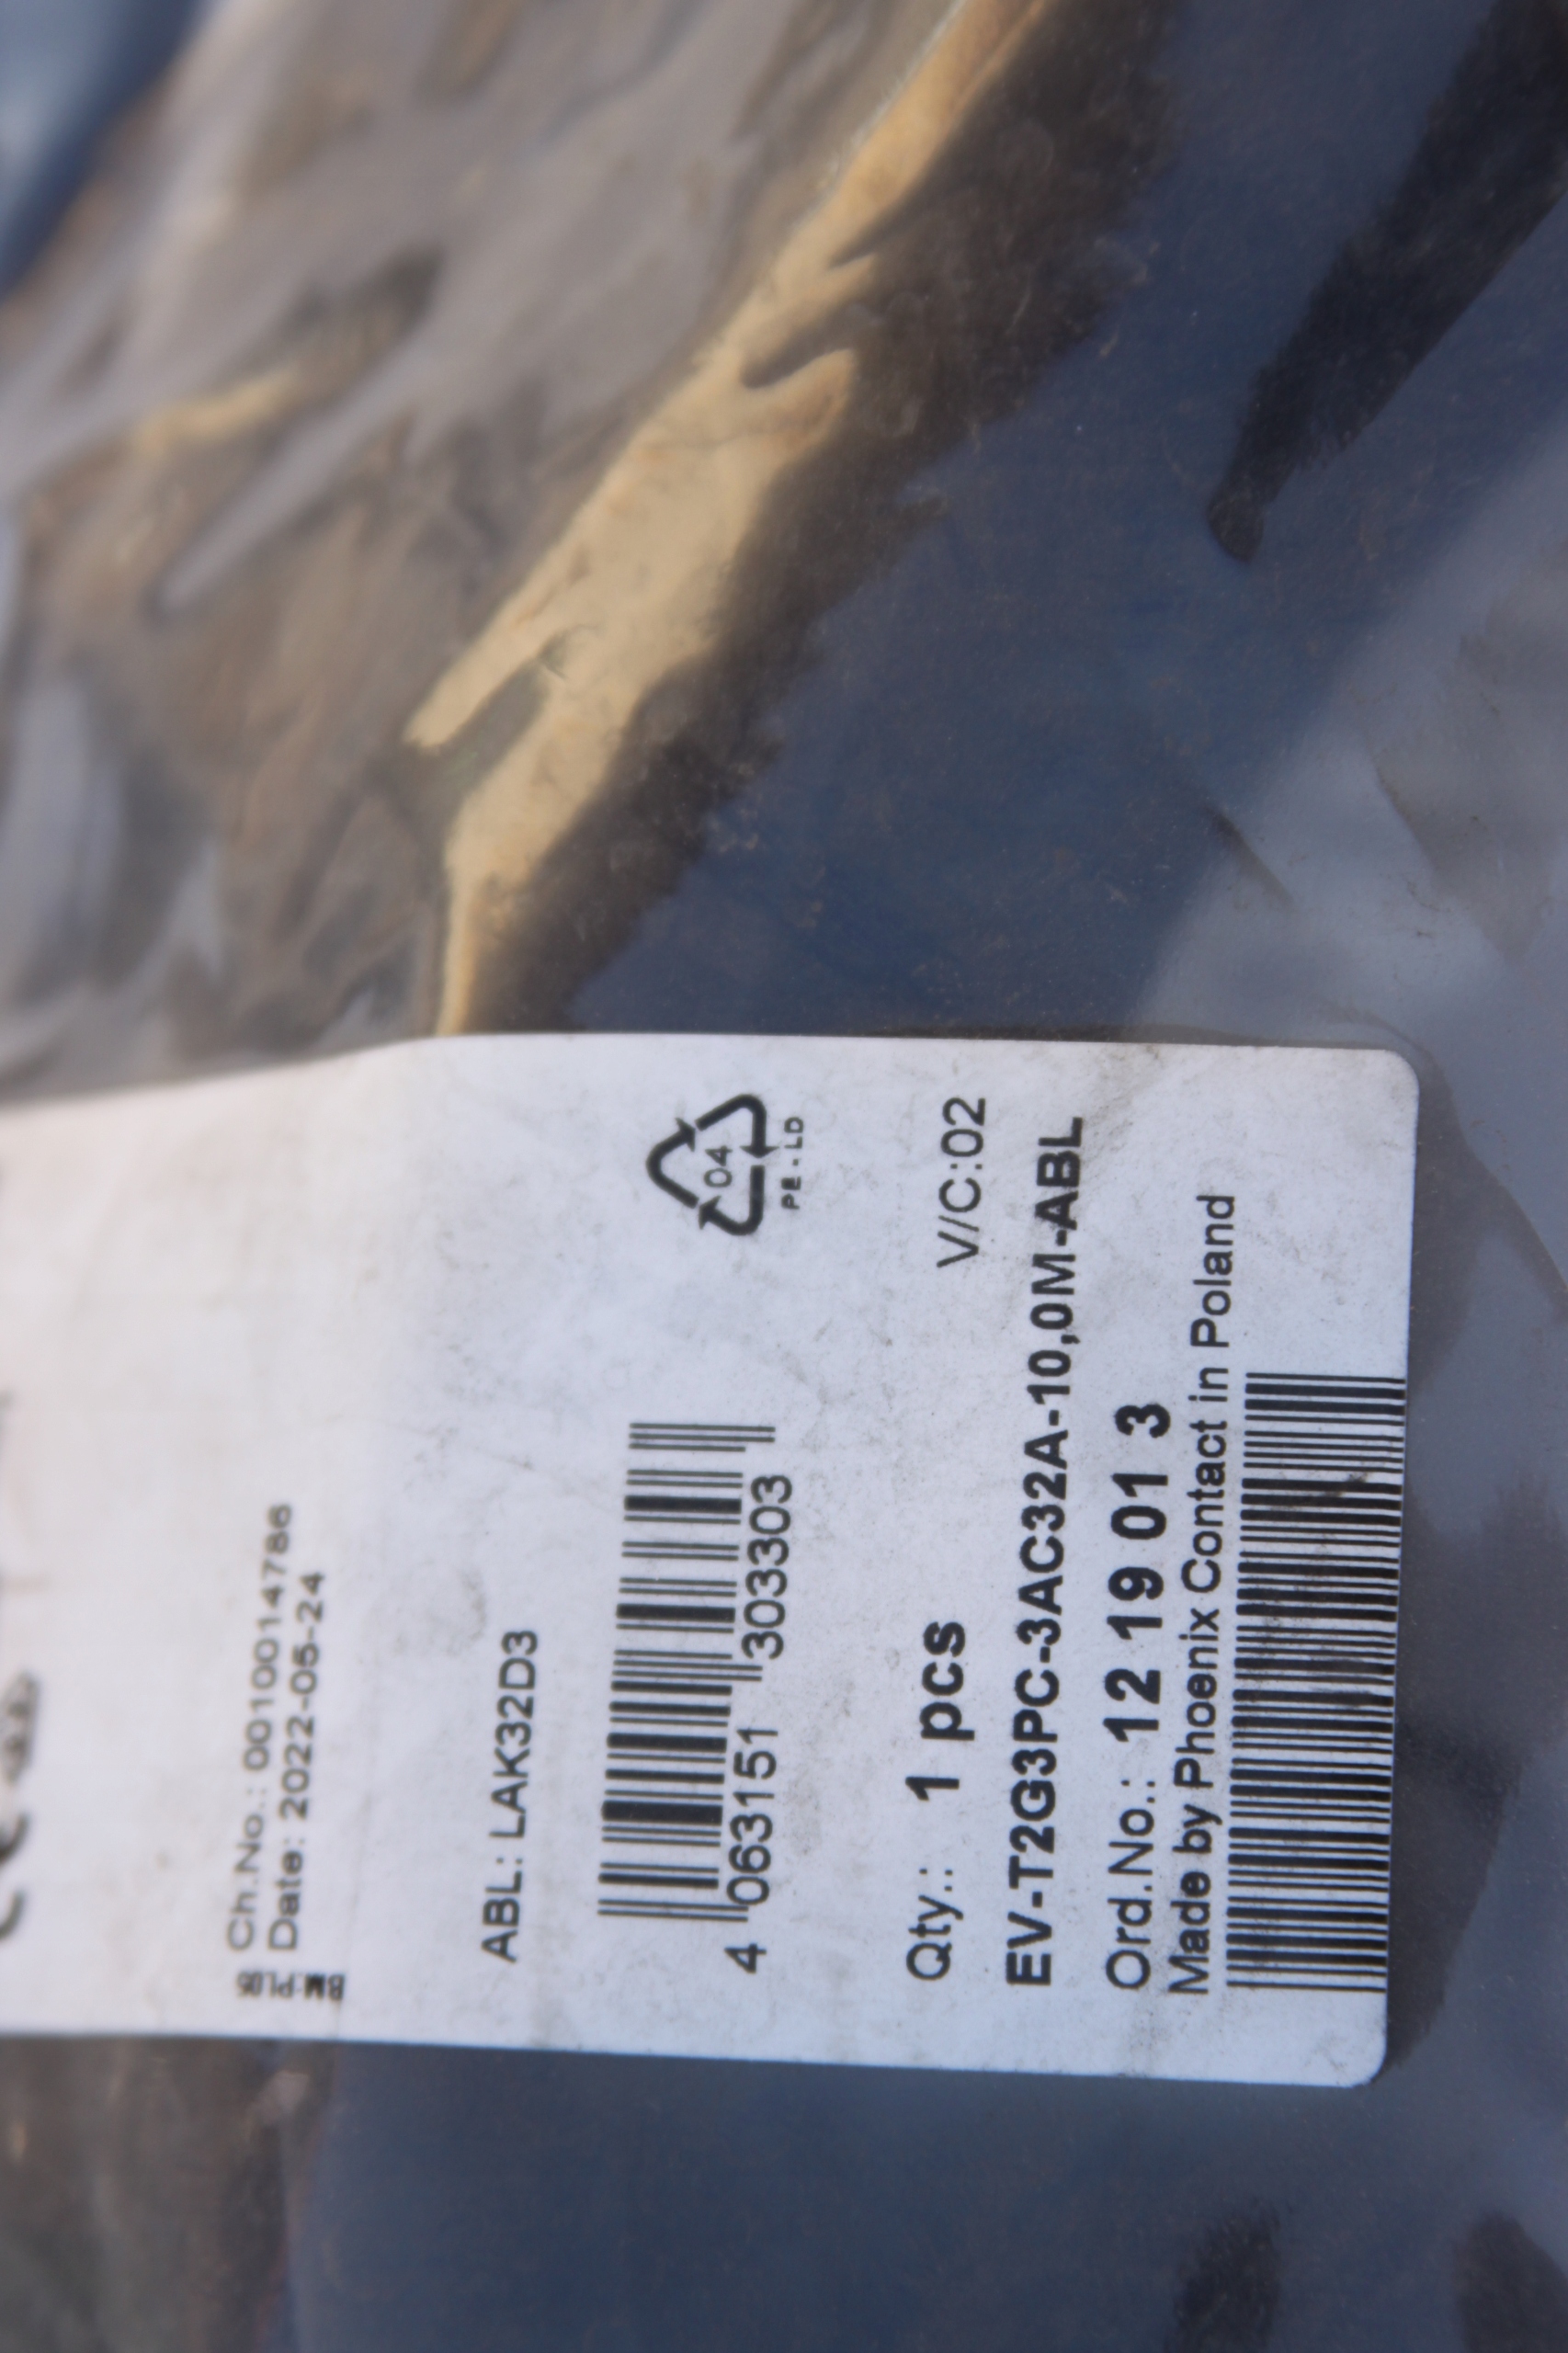 Ch.No.: 00100014786
Date: 2022-05-24
ABL: LAK32D3
04
PE-LD
4 063151 303303
Qty.: 1 pcs
V/C:02
EV-T2G3PC-3AC32A-10,0M-ABL
Ord.No.: 12 19 01 3
Made by Phoenix Contact in Poland